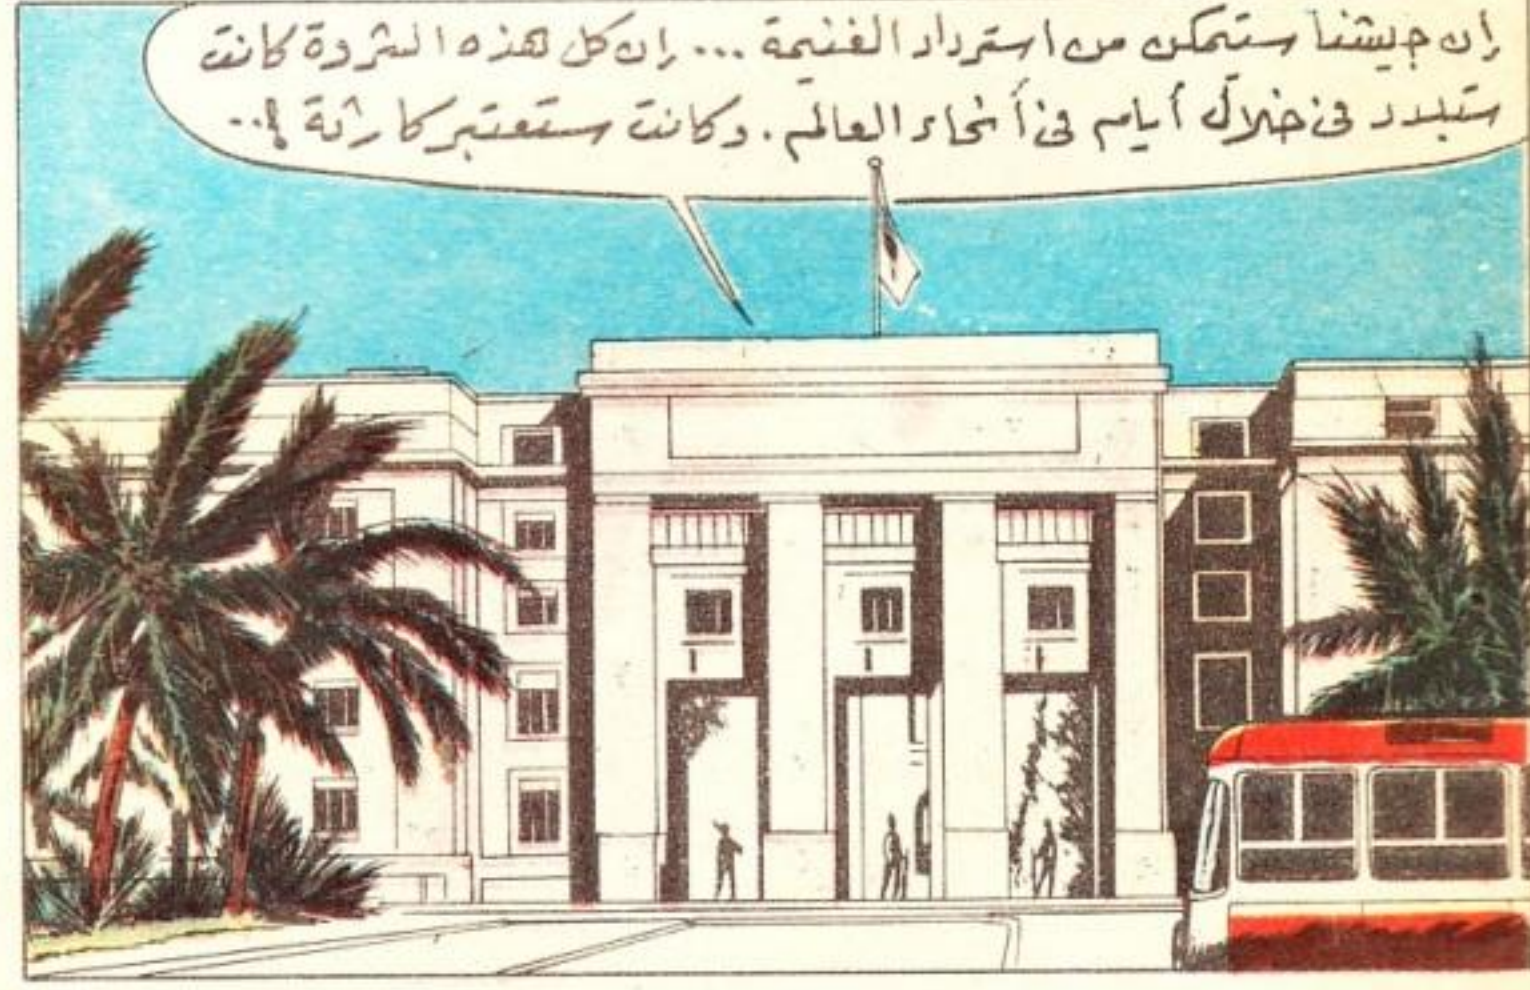 إن جيشنا ستمكن من استرداد الغنيمة ... إن كل هذه الثروة كانت
ستبدد في خلال أيام في أنحاء العالم . وكانت ستعتبر كارثة !..